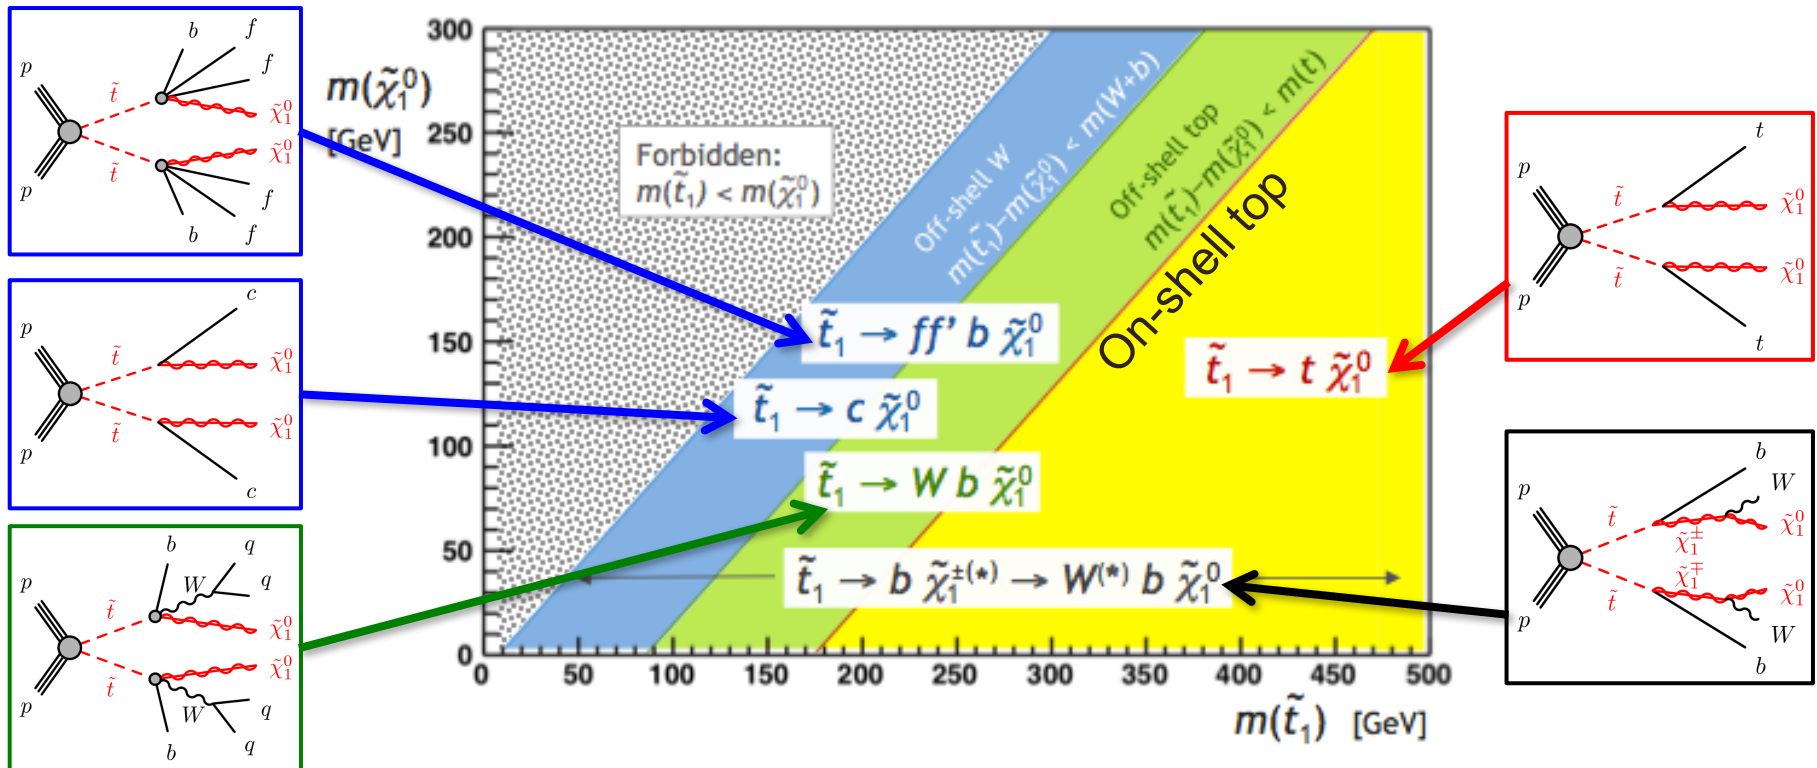 b
f
f
p
t̃
χ̃₁⁰
χ̃₁⁰
t̃
p
f
f
b
c
p
t̃
χ̃₁⁰
χ̃₁⁰
t̃
p
c
b
q
W
q
p
t̃
χ̃₁⁰
χ̃₁⁰
t̃
p
W
q
b
q
m(χ̃₁⁰)
[GeV]
300
250
200
150
100
50
0
Forbidden:
m(t̃₁) < m(χ̃₁⁰)
Off-shell W
m(t̃₁)–m(χ̃₁⁰) < m(W+b)
Off-shell top
m(t̃₁)–m(χ̃₁⁰) < m(t)
On-shell top
t̃₁ → ff' b χ̃₁⁰
t̃₁ → c χ̃₁⁰
t̃₁ → W b χ̃₁⁰
t̃₁ → t χ̃₁⁰
t̃₁ → b χ̃₁±(*) → W(*) b χ̃₁⁰
0 50 100 150 200 250 300 350 400 450 500
m(t̃₁) [GeV]
t
p
t̃
χ̃₁⁰
χ̃₁⁰
t̃
p
t
b
W
p
t̃
χ̃₁⁰
χ̃₁±
χ̃₁∓
χ̃₁⁰
t̃
p
W
b